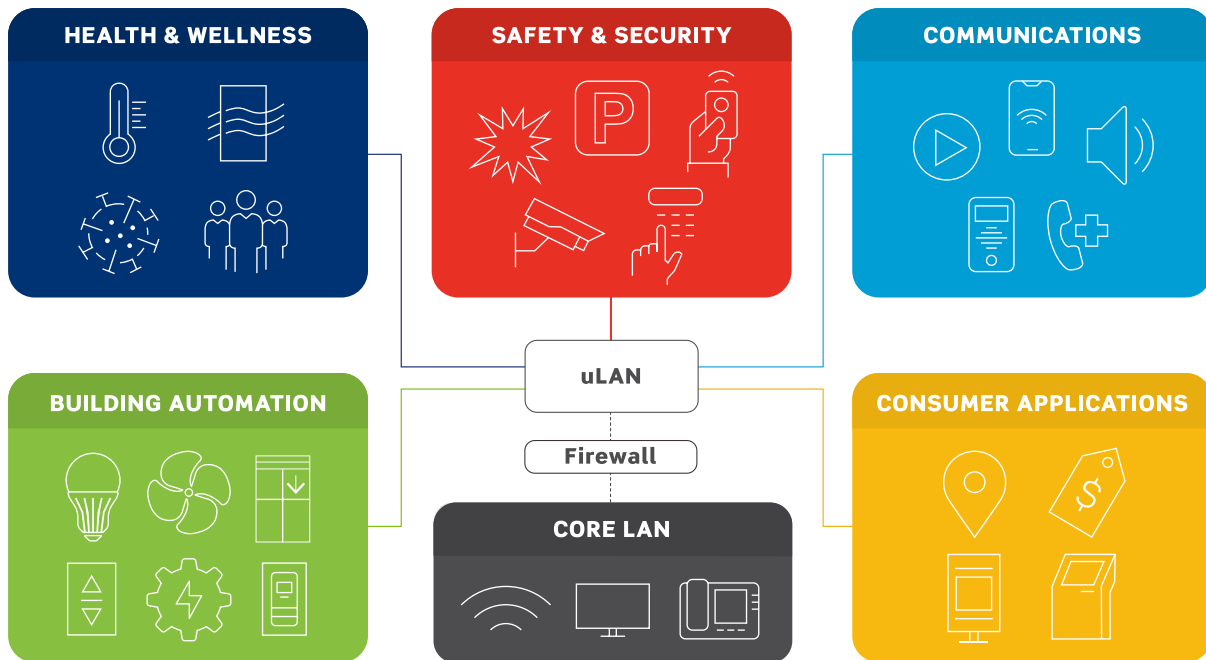 HEALTH & WELLNESS
SAFETY & SECURITY
P
COMMUNICATIONS
uLAN
BUILDING AUTOMATION
CONSUMER APPLICATIONS
$
Firewall
CORE LAN